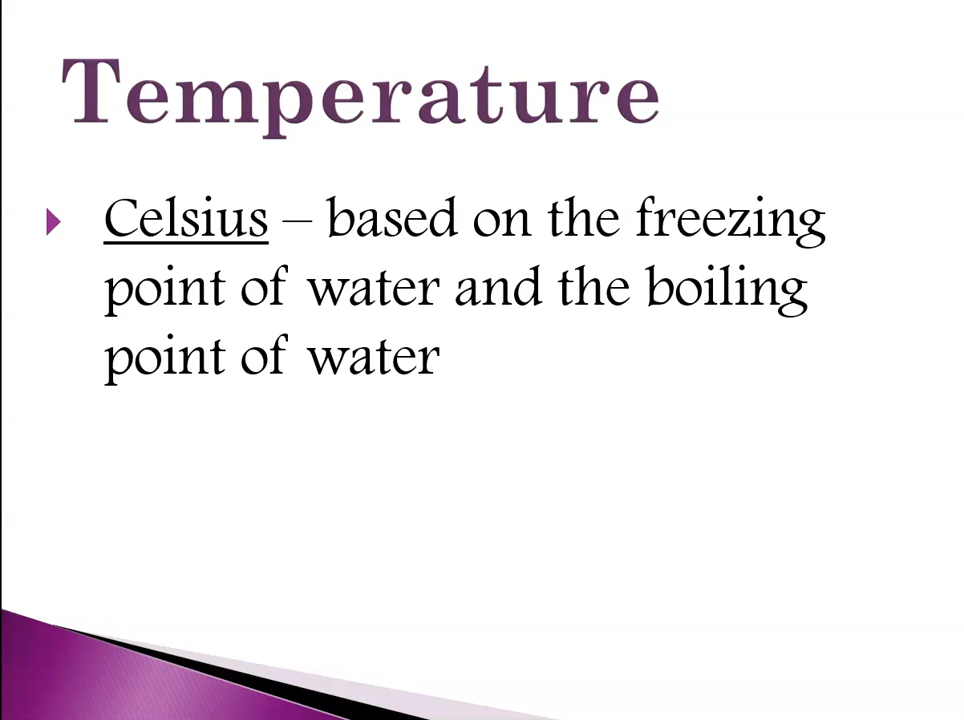 Temperature
Celsius – based on the freezing
point of water and the boiling
point of water